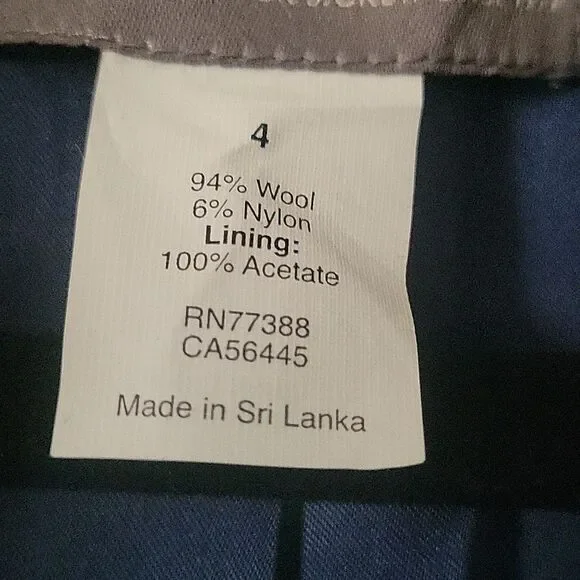 4
94% Wool
6% Nylon
Lining:
100% Acetate
RN77388
CA56445
Made in Sri Lanka